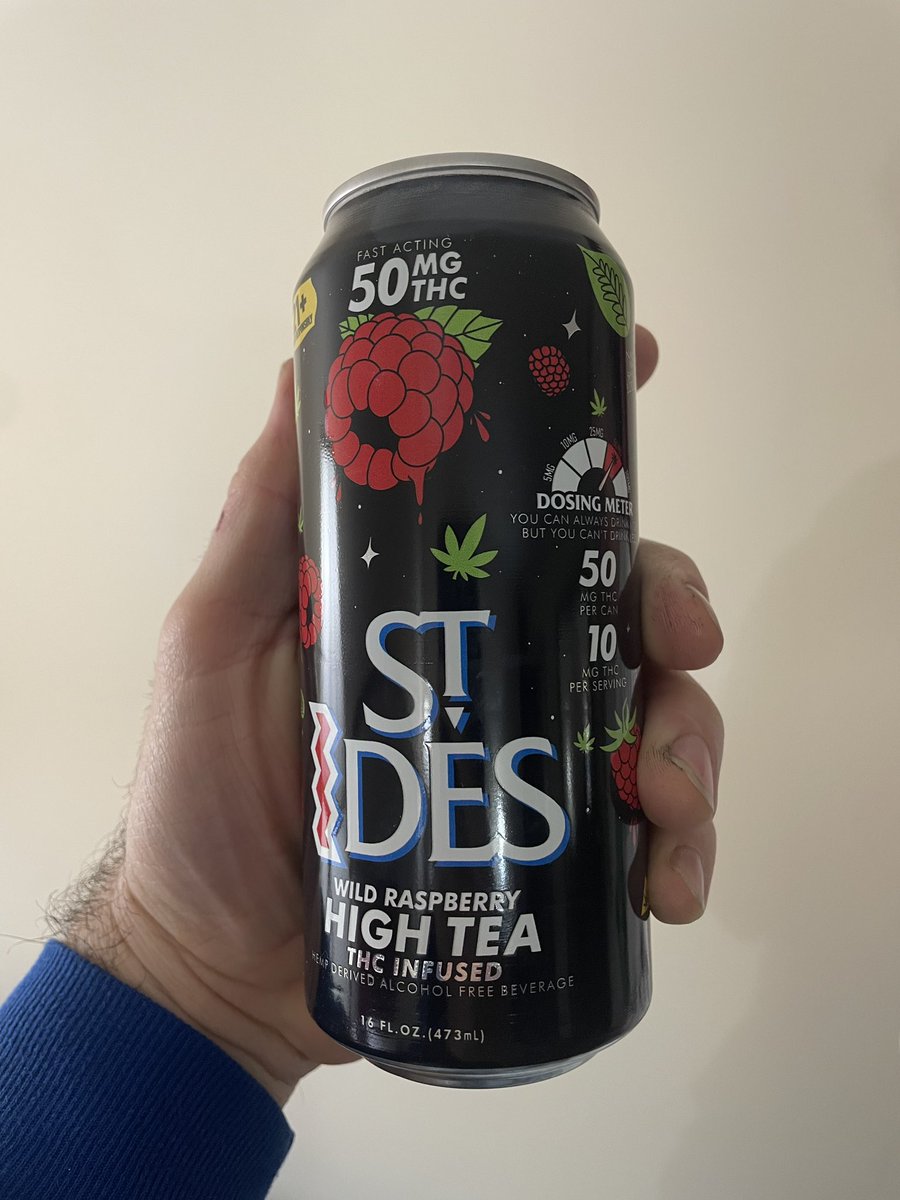 FAST ACTING
50 MG
THC
5MG
10MG
25MG
DOSING METER
YOU CAN ALWAYS DRINK
BUT YOU CAN'T DRINK
50
MG THC
PER CAN
10
MG THC
PER SERVING
ST
IDES
WILD RASPBERRY
HIGH TEA
THC INFUSED
HEMP DERIVED ALCOHOL FREE BEVERAGE
16 FL.OZ.(473mL)